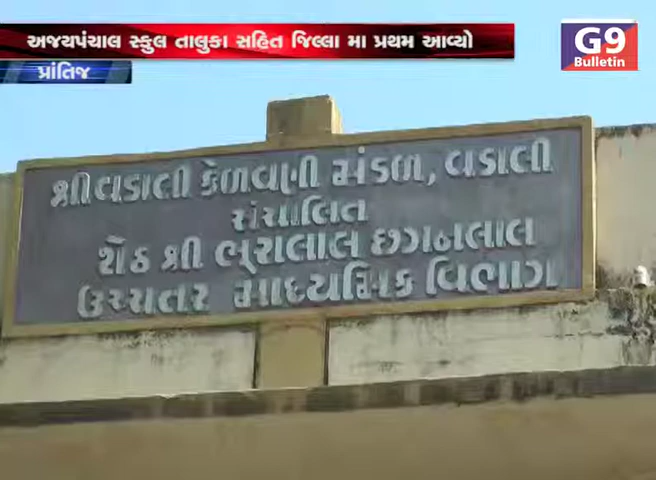 અજયપંચાલ સ્કુલ તાલુકા સહિત જિલ્લા મા પ્રથમ આવ્યો
G9
Bulletin
પ્રાંતિજ
શ્રી વડાલી કેળવણી મંડળ, વડાલી
સંચાલિત
શેઠ શ્રી ભૂરાલાલ છગનલાલ
ઉચ્ચતર માધ્યમિક વિભાગ